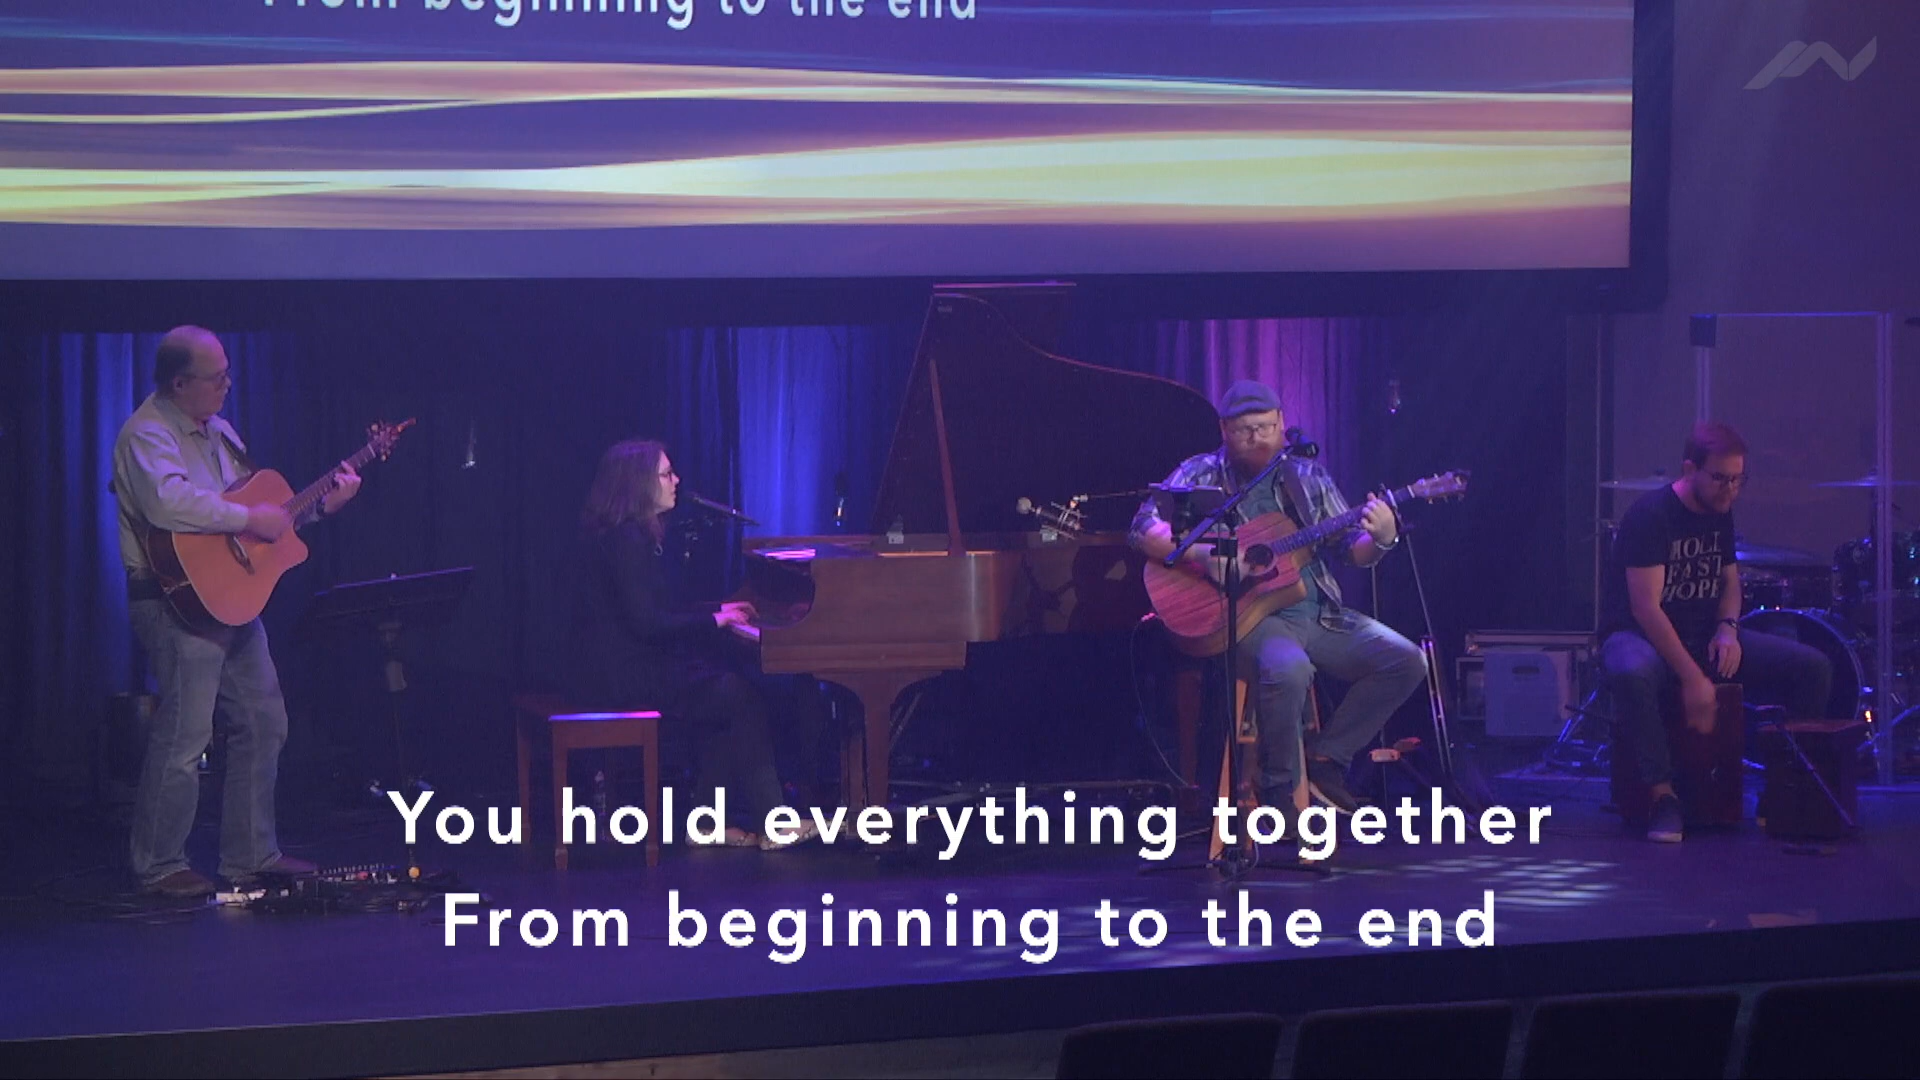 From beginning to the end
HOLD
FAST
HOPE
You hold everything together
From beginning to the end